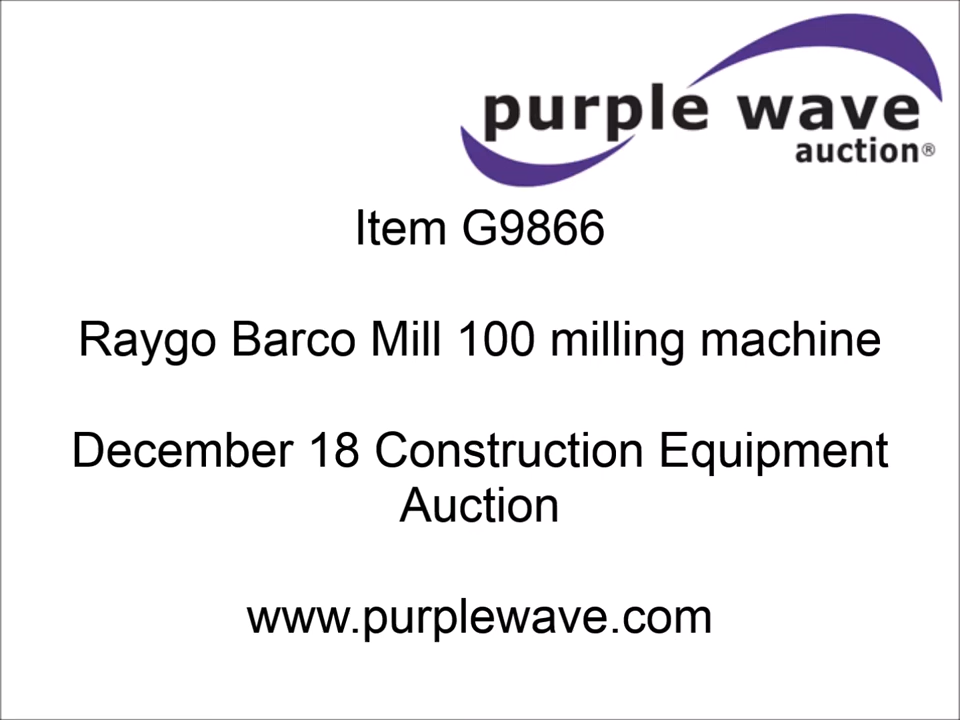 purple wave
auction®
Item G9866
Raygo Barco Mill 100 milling machine
December 18 Construction Equipment
Auction
www.purplewave.com